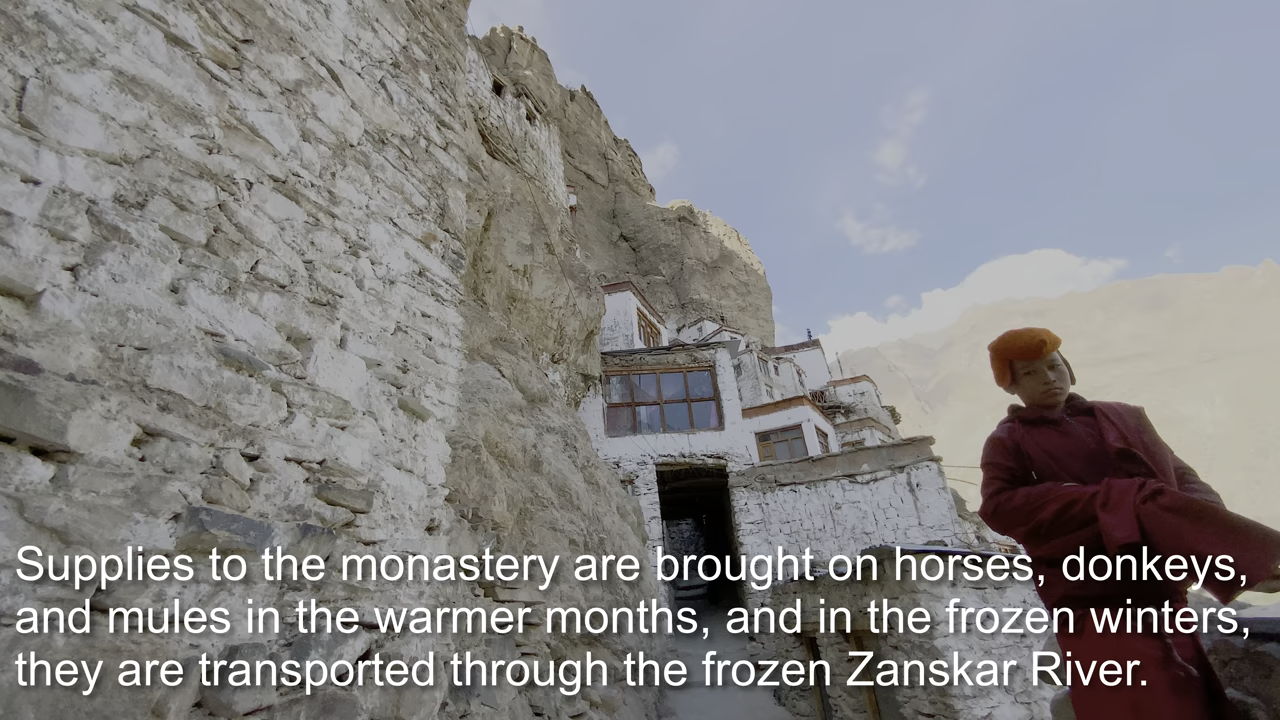 Supplies to the monastery are brought on horses, donkeys,
and mules in the warmer months, and in the frozen winters,
they are transported through the frozen Zanskar River.